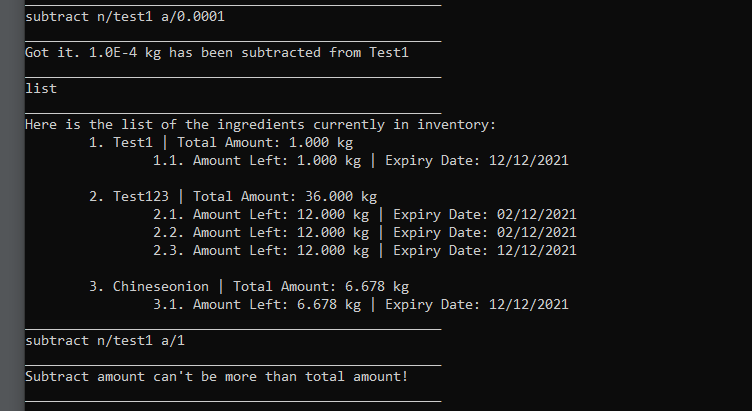 subtract n/test1 a/0.0001
Got it. 1.0E-4 kg has been subtracted from Test1
list
Here is the list of the ingredients currently in inventory:
1. Test1 | Total Amount: 1.000 kg
1.1. Amount Left: 1.000 kg | Expiry Date: 12/12/2021
2. Test123 | Total Amount: 36.000 kg
2.1. Amount Left: 12.000 kg | Expiry Date: 02/12/2021
2.2. Amount Left: 12.000 kg | Expiry Date: 02/12/2021
2.3. Amount Left: 12.000 kg | Expiry Date: 12/12/2021
3. Chineseonion | Total Amount: 6.678 kg
3.1. Amount Left: 6.678 kg | Expiry Date: 12/12/2021
subtract n/test1 a/1
Subtract amount can't be more than total amount!